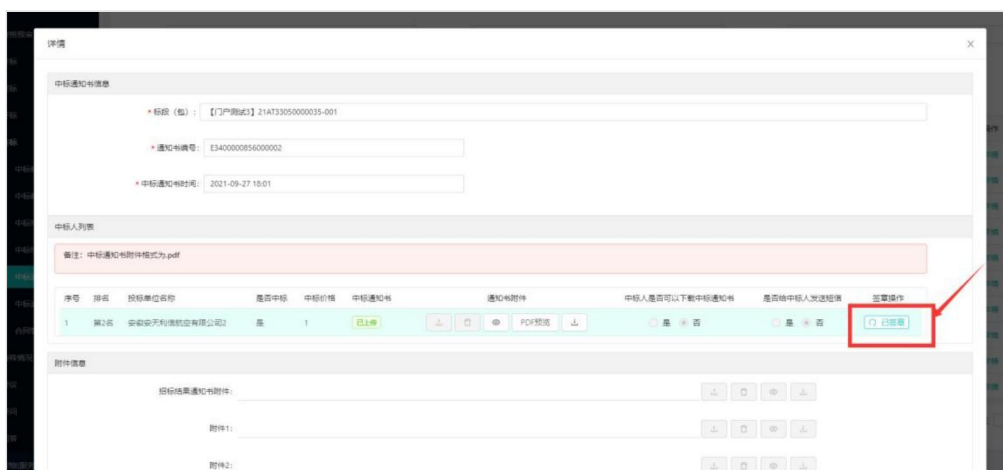 详情
中标通知书信息
* 标段（包）： 【门户测试3】21AT33050000035-001
* 通知书编号： E3400000856000002
* 中标通知书时间： 2021-09-27 18:01
中标人列表
备注：中标通知书附件格式为.pdf
序号 排名 投标单位名称 是否中标 中标价格 中标通知书 通知书附件 中标人是否可以下载中标通知书 是否给中标人发送短信 签章操作
1 第2名 安徽安天利信航空有限公司2 是 1 已上传 PDF预览 是 否 是 否 已签章
附件信息
招标结果通知书附件：
附件1：
附件2：